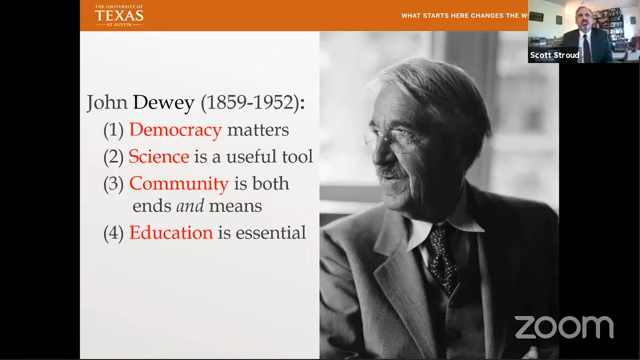 THE UNIVERSITY OF
TEXAS
AT AUSTIN
WHAT STARTS HERE CHANGES THE W
Scott Stroud
John Dewey (1859-1952):
(1) Democracy matters
(2) Science is a useful tool
(3) Community is both
ends and means
(4) Education is essential
zoom